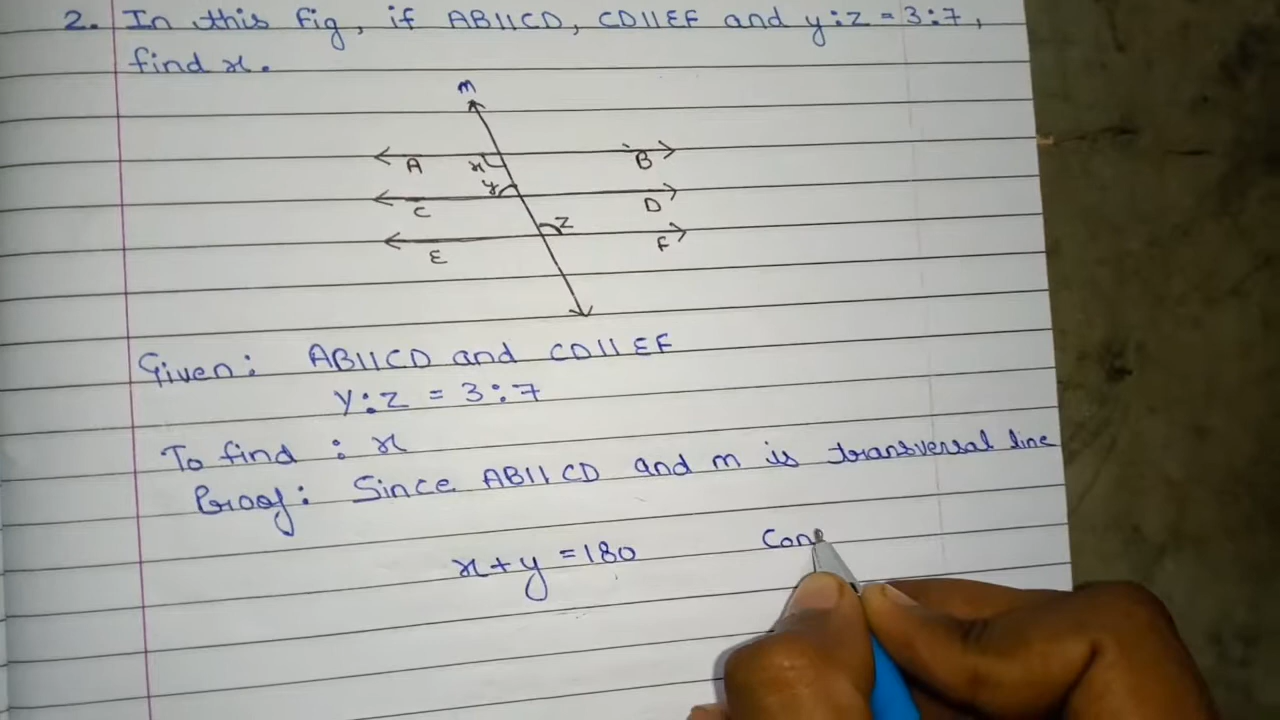 2. In this fig, if AB||CD, CD||EF and y:z = 3:7,
find x.
m
A
x
B
y
C
D
z
E
F
Given: AB||CD and CD||EF
y:z = 3:7
To find : x
Proof: Since AB||CD and m is transversal line
x+y =180 Con